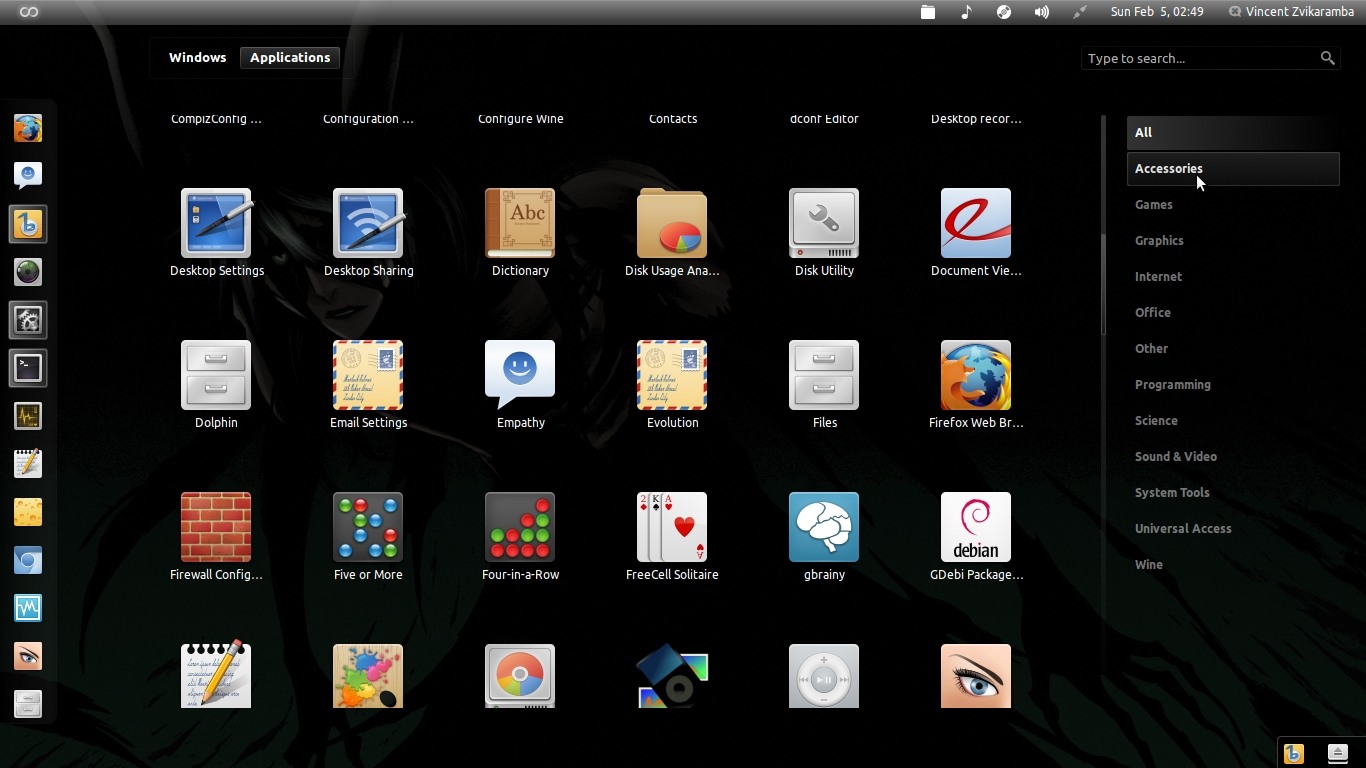 Sun Feb 5, 02:49 Vincent Zvikaramba
Windows Applications
Type to search...
CompizConfig ... Configuration ... Configure Wine Contacts dconf Editor Desktop recor...
Desktop Settings Desktop Sharing Dictionary Disk Usage Ana... Disk Utility Document Vie...
Abc
Dolphin Email Settings Empathy Evolution Files Firefox Web Br...
debian
Firewall Config... Five or More Four-in-a-Row FreeCell Solitaire gbrainy GDebi Package...
2 K A
All
Accessories
Games
Graphics
Internet
Office
Other
Programming
Science
Sound & Video
System Tools
Universal Access
Wine